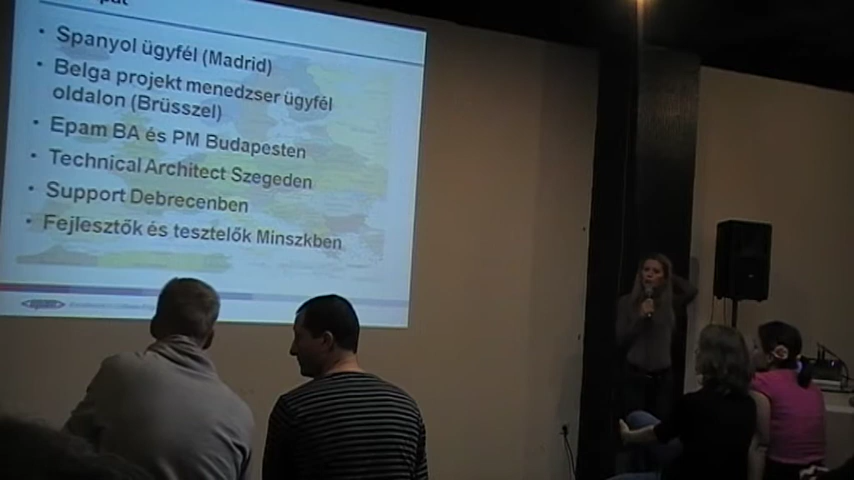 • Spanyol ügyfél (Madrid)
• Belga projekt menedzser ügyfél
oldalon (Brüsszel)
• Epam BA és PM Budapesten
• Technical Architect Szegeden
• Support Debrecenben
• Fejlesztők és tesztelők Minszkben